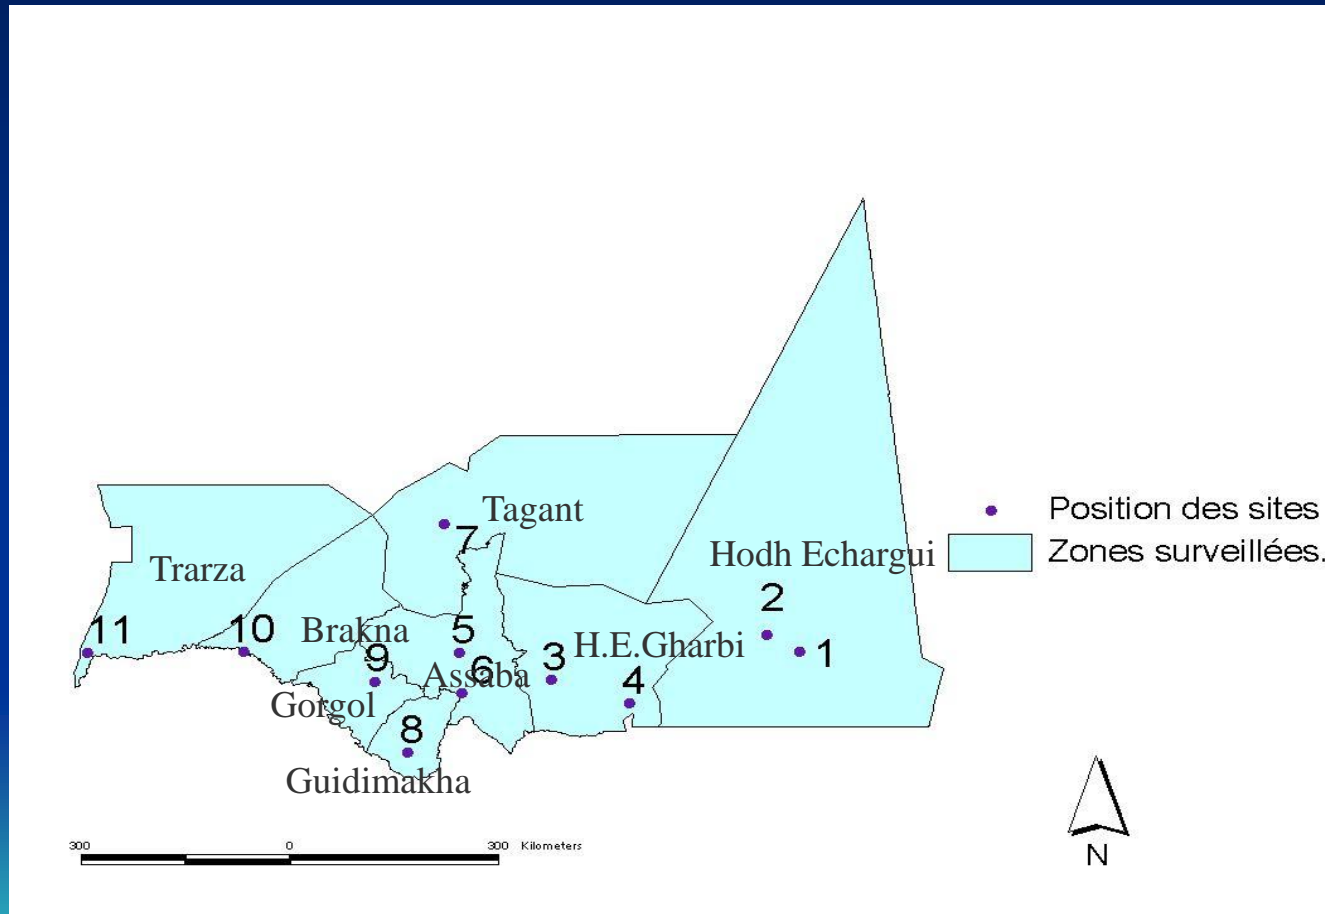 Tagant
7
Position des sites
Zones surveillées.
Hodh Echargui
Trarza
2
11
10
Brakna
5
H.E.Gharbi
1
9
6
3
Assaba
4
Gorgol
8
Guidimakha
300 0 300 Kilometers
N